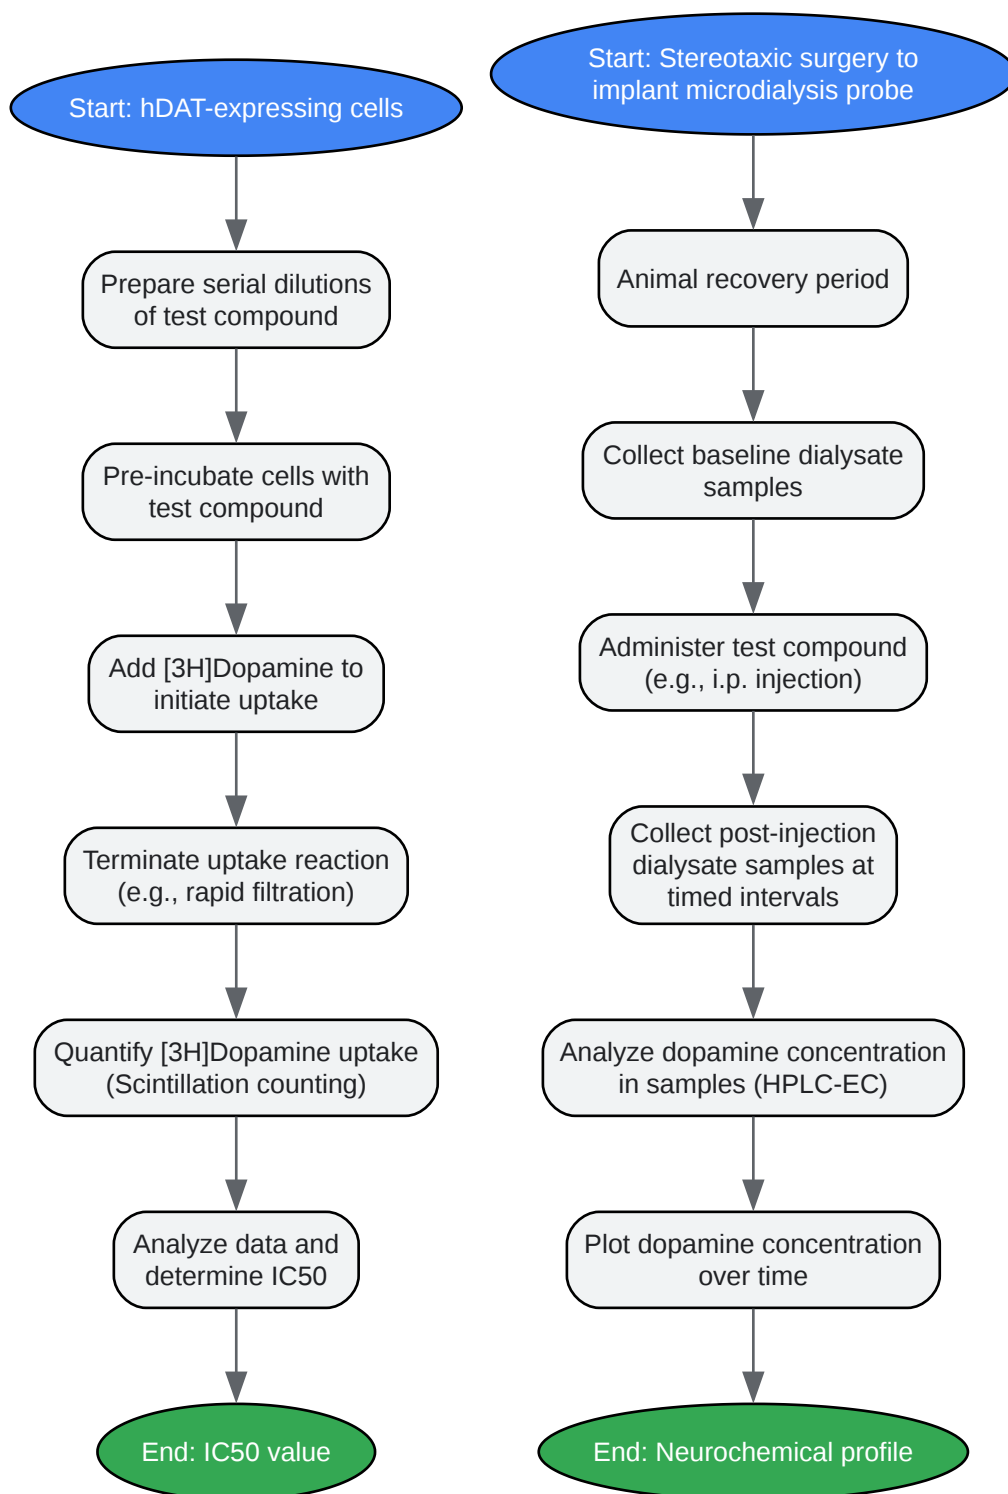 Start: hDAT-expressing cells
Prepare serial dilutions
of test compound
Pre-incubate cells with
test compound
Add [3H]Dopamine to
initiate uptake
Terminate uptake reaction
(e.g., rapid filtration)
Quantify [3H]Dopamine uptake
(Scintillation counting)
Analyze data and
determine IC50
End: IC50 value
Start: Stereotaxic surgery to
implant microdialysis probe
Animal recovery period
Collect baseline dialysate
samples
Administer test compound
(e.g., i.p. injection)
Collect post-injection
dialysate samples at
timed intervals
Analyze dopamine concentration
in samples (HPLC-EC)
Plot dopamine concentration
over time
End: Neurochemical profile